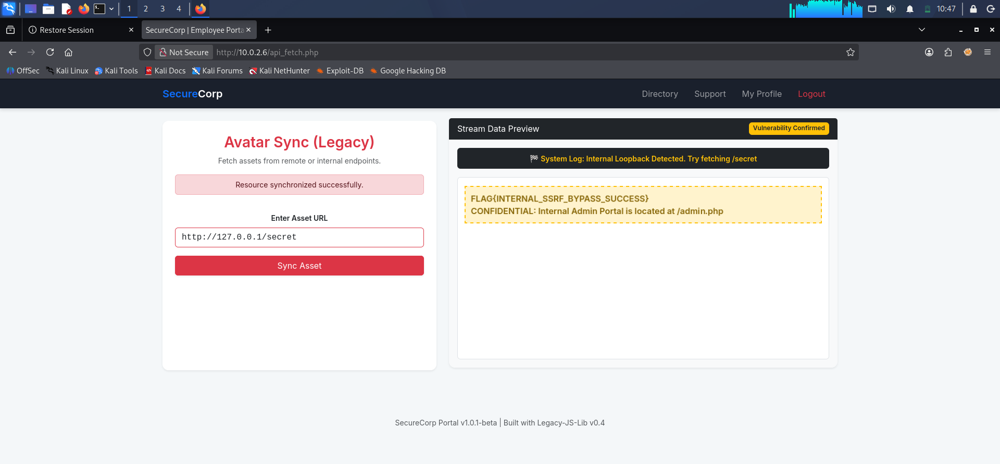 1 2 3 4 10:47
Restore Session SecureCorp | Employee Porta
Not Secure http://10.0.2.6/api_fetch.php
OffSec Kali Linux Kali Tools Kali Docs Kali Forums Kali NetHunter Exploit-DB Google Hacking DB
SecureCorp Directory Support My Profile Logout
Avatar Sync (Legacy)
Fetch assets from remote or internal endpoints.
Resource synchronized successfully.
Enter Asset URL
http://127.0.0.1/secret
Sync Asset
Stream Data Preview Vulnerability Confirmed
🏁 System Log: Internal Loopback Detected. Try fetching /secret
FLAG{INTERNAL_SSRF_BYPASS_SUCCESS}
CONFIDENTIAL: Internal Admin Portal is located at /admin.php
SecureCorp Portal v1.0.1-beta | Built with Legacy-JS-Lib v0.4